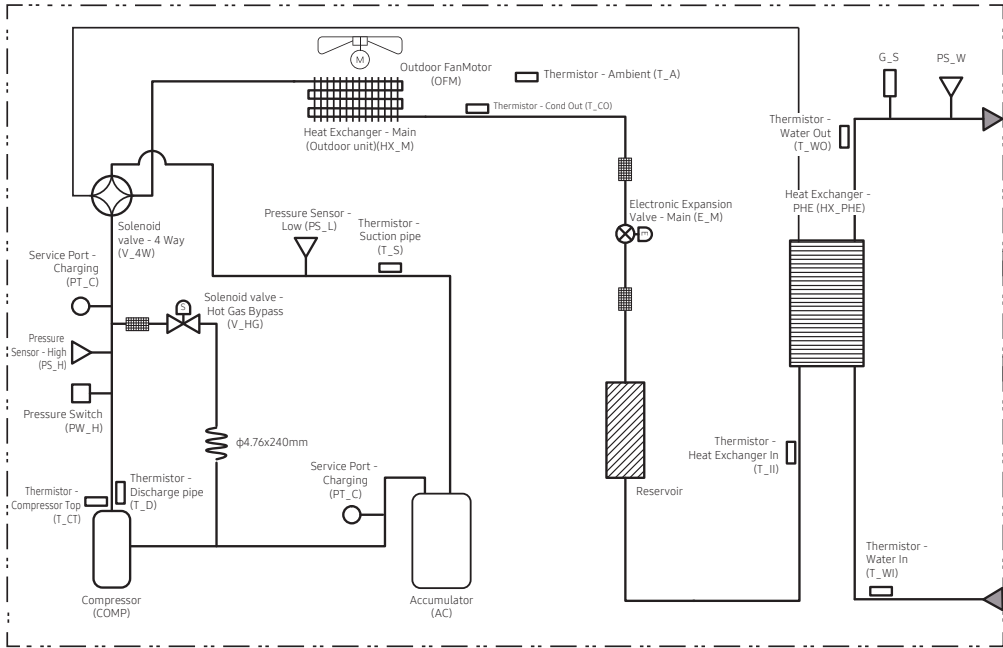 M
Outdoor FanMotor
(OFM)
Thermistor - Ambient (T_A)
G_S
PS_W
Thermistor - Cond Out (T_CO)
Heat Exchanger - Main
(Outdoor unit)(HX_M)
Thermistor -
Water Out
(T_WO)
Heat Exchanger -
PHE (HX_PHE)
Electronic Expansion
Valve - Main (E_M)
E
Pressure Sensor -
Low (PS_L)
Thermistor -
Suction pipe
(T_S)
Solenoid
valve - 4 Way
(V_4W)
Service Port -
Charging
(PT_C)
S
Solenoid valve -
Hot Gas Bypass
(V_HG)
Pressure
Sensor - High
(PS_H)
Pressure Switch
(PW_H)
ϕ4.76x240mm
Thermistor -
Heat Exchanger In
(T_II)
Service Port -
Charging
(PT_C)
Reservoir
Thermistor -
Discharge pipe
(T_D)
Thermistor -
Compressor Top
(T_CT)
Thermistor -
Water In
(T_WI)
Compressor
(COMP)
Accumulator
(AC)